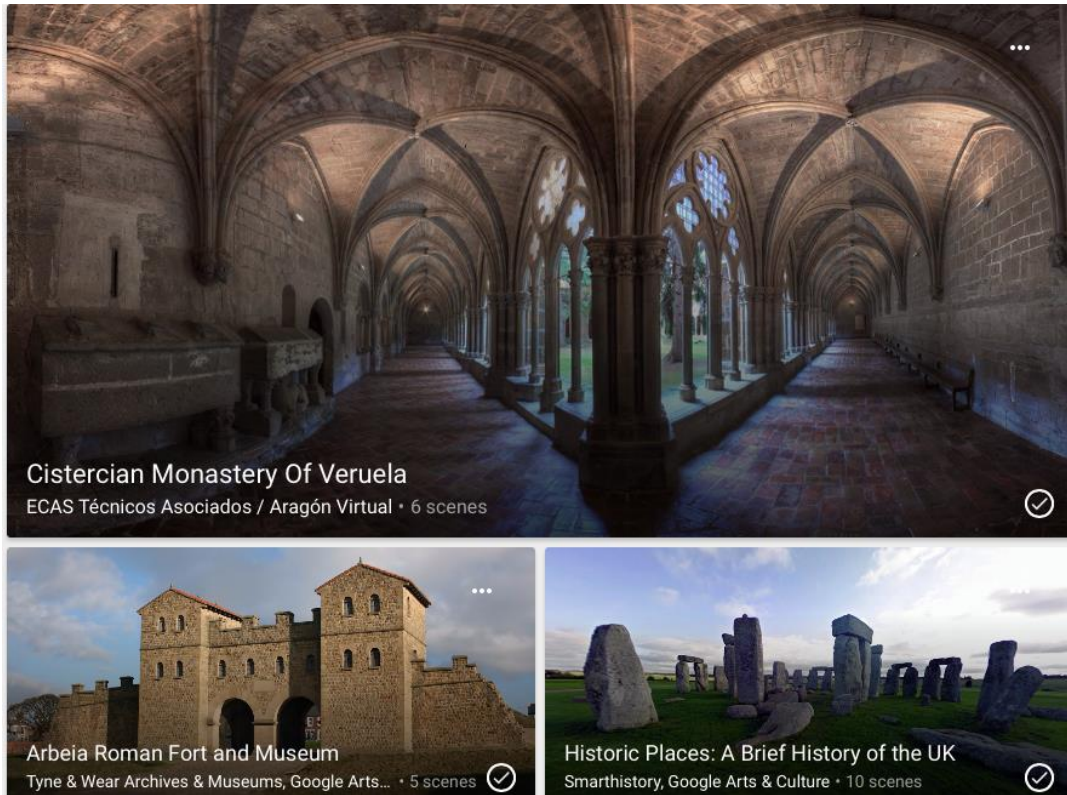 Cistercian Monastery Of Veruela
ECAS Técnicos Asociados / Aragón Virtual • 6 scenes
Arbeia Roman Fort and Museum
Tyne & Wear Archives & Museums, Google Arts... • 5 scenes
Historic Places: A Brief History of the UK
Smarthistory, Google Arts & Culture • 10 scenes